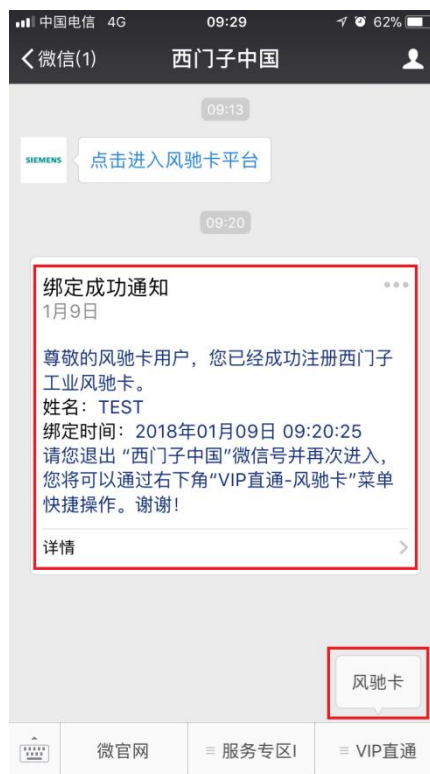 中国电信 4G 09:29 62%
微信(1) 西门子中国
09:13
SIEMENS 点击进入风驰卡平台
09:20
绑定成功通知
1月9日
尊敬的风驰卡用户，您已经成功注册西门子
工业风驰卡。
姓名：TEST
绑定时间：2018年01月09日 09:20:25
请您退出 “西门子中国”微信号并再次进入，
您将可以通过右下角“VIP直通-风驰卡”菜单
快捷操作。谢谢！
详情
风驰卡
微官网 服务专区I VIP直通